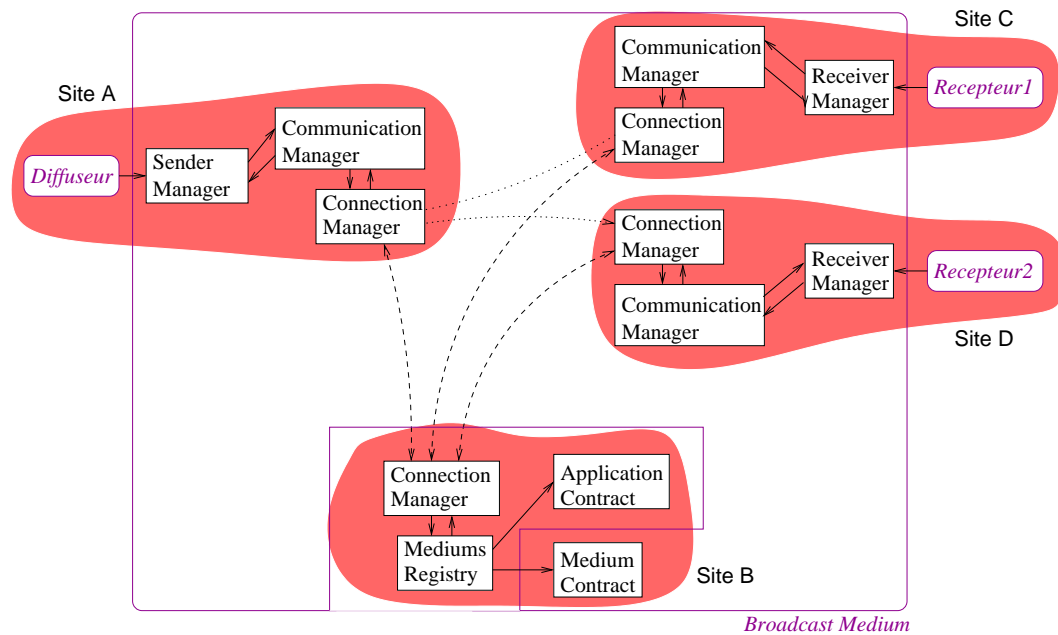 Site A
Diffuseur
Sender
Manager
Communication
Manager
Connection
Manager
Site C
Communication
Manager
Receiver
Manager
Recepteur1
Connection
Manager
Connection
Manager
Receiver
Manager
Recepteur2
Communication
Manager
Site D
Connection
Manager
Application
Contract
Mediums
Registry
Medium
Contract
Site B
Broadcast Medium